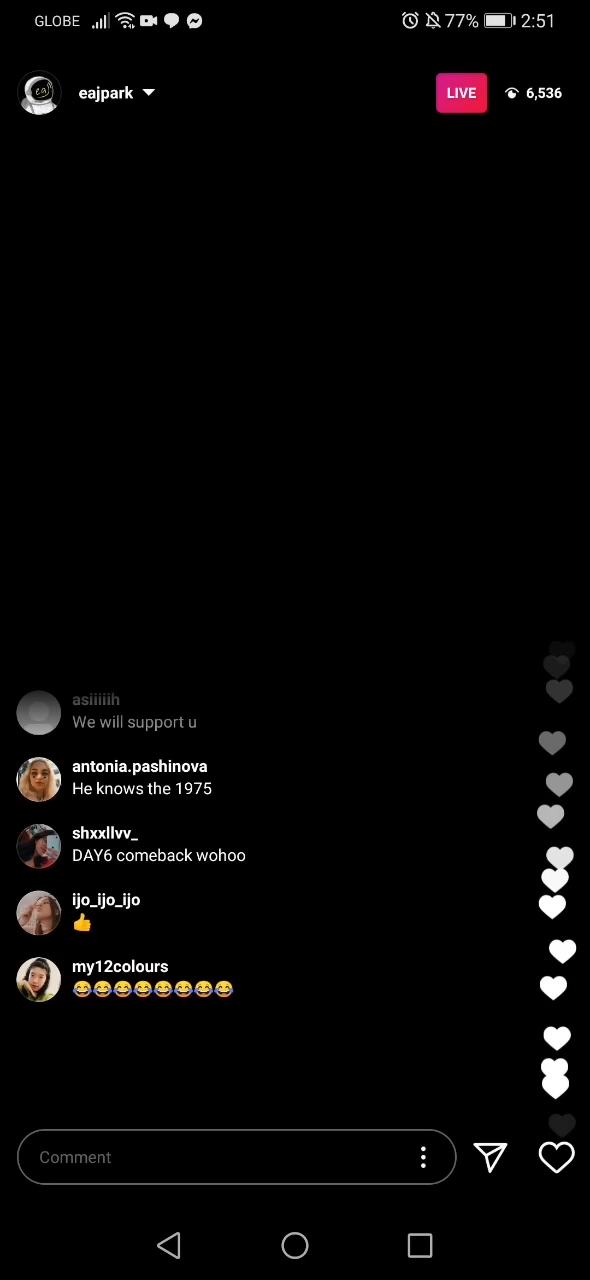 GLOBE 77% 2:51
eaj
eajpark LIVE 6,536
asiiiiih
We will support u
antonia.pashinova
He knows the 1975
shxxllvv_
DAY6 comeback wohoo
ijo_ijo_ijo
👍
my12colours
😂😂😂😂😂😂😂😂
Comment